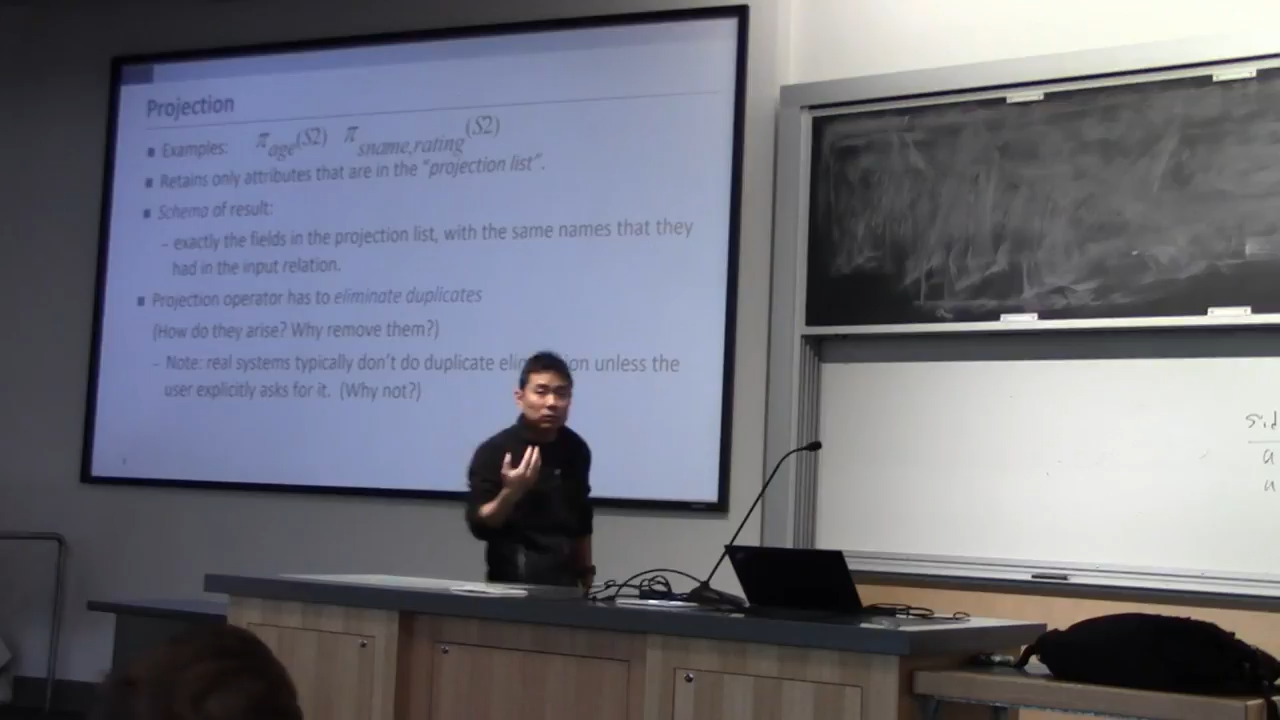 Projection
■ Examples: π age(S2) π sname,rating(S2)
■ Retains only attributes that are in the "projection list".
■ Schema of result:
– exactly the fields in the projection list, with the same names that they
had in the input relation.
■ Projection operator has to eliminate duplicates
(How do they arise? Why remove them?)
– Note: real systems typically don't do duplicate elim ion unless the
user explicitly asks for it. (Why not?)
sid
a